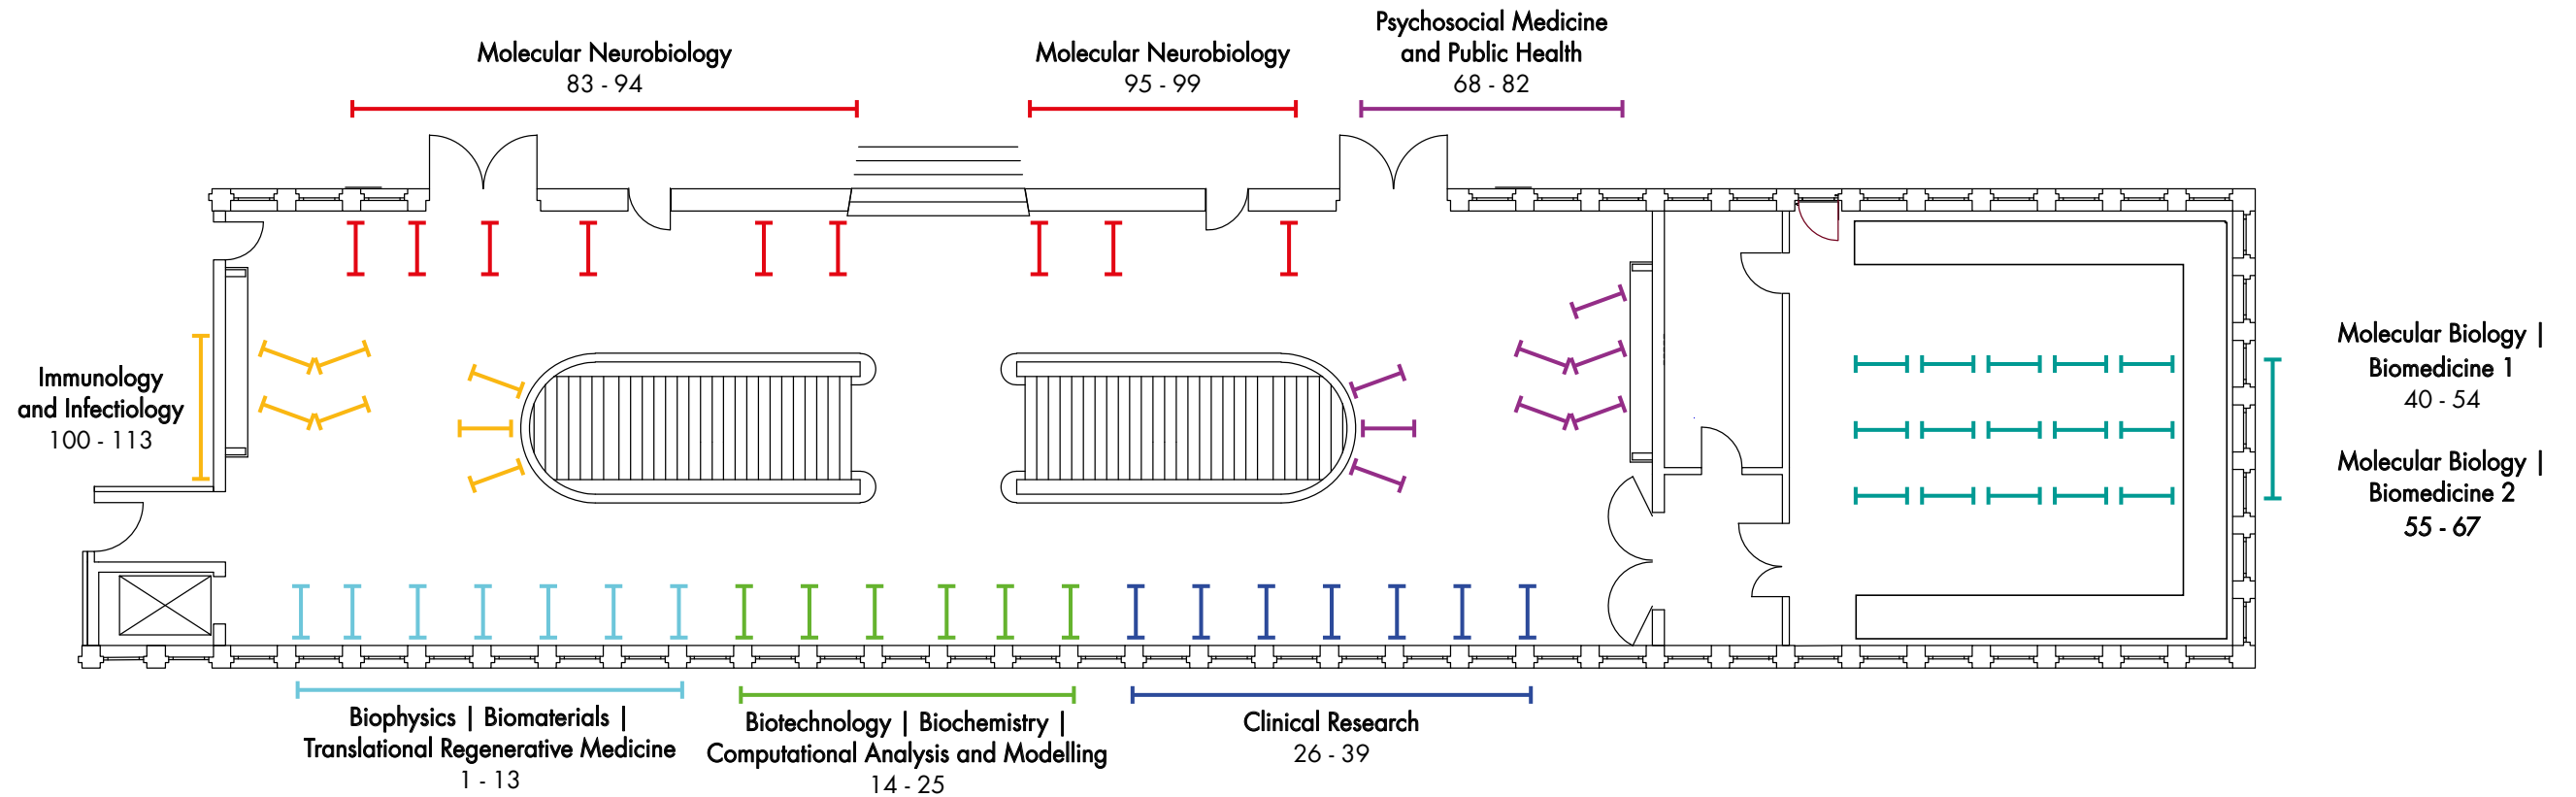 Molecular Neurobiology
83 - 94
Molecular Neurobiology
95 - 99
Psychosocial Medicine
and Public Health
68 - 82
Immunology
and Infectiology
100 - 113
Molecular Biology |
Biomedicine 1
40 - 54
Molecular Biology |
Biomedicine 2
55 - 67
Biophysics | Biomaterials |
Translational Regenerative Medicine
1 - 13
Biotechnology | Biochemistry |
Computational Analysis and Modelling
14 - 25
Clinical Research
26 - 39